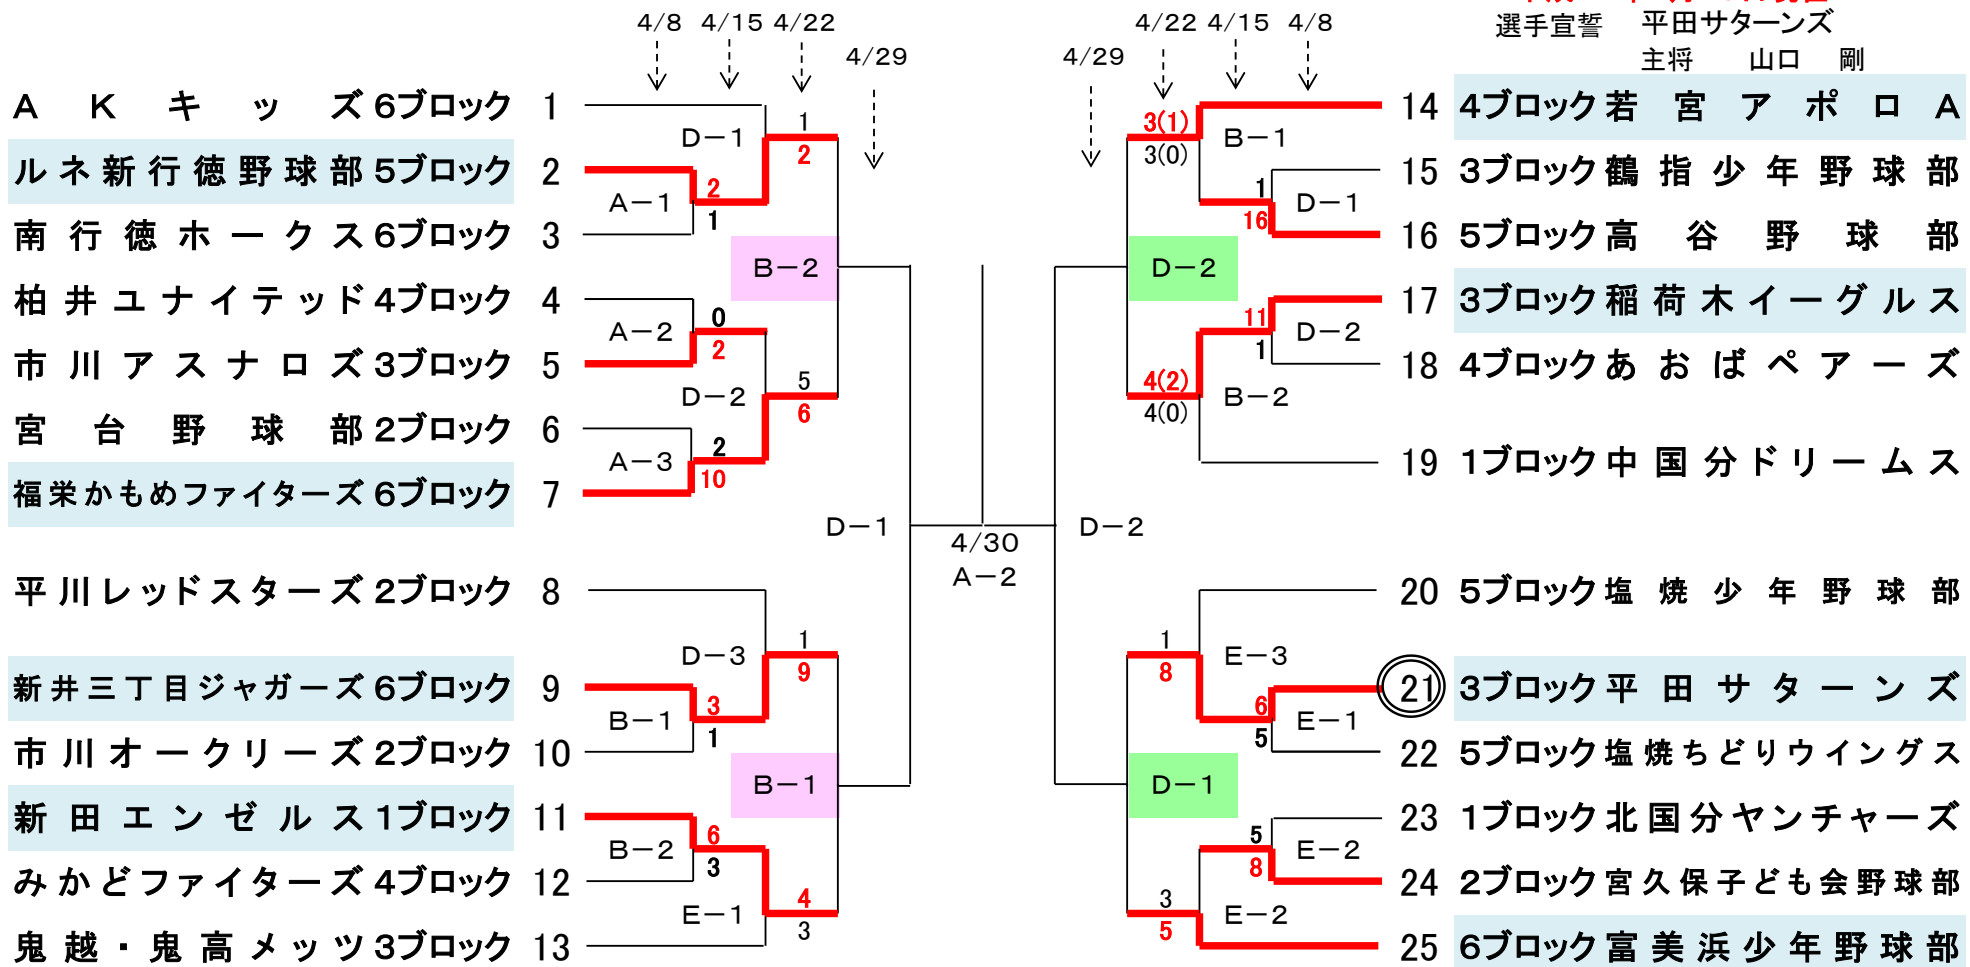 4/8 4/15 4/22 4/22 4/15 4/8
選手宣誓 平田サターンズ
4/29 4/29
主将 山口 剛
AKキッズ 6ブロック 1
14 4ブロック 若宮アポロA
D-1 1 2
3(1) 3(0) B-1
ルネ新行徳野球部 5ブロック 2
15 3ブロック 鶴指少年野球部
A-1 2 1
1 16 D-1
南行徳ホークス 6ブロック 3
16 5ブロック 高谷野球部
B-2
D-2
柏井ユナイテッド 4ブロック 4
17 3ブロック 稲荷木イーグルス
A-2 0 2
11 1 D-2
市川アスナロズ 3ブロック 5
18 4ブロック あおばペアーズ
D-2 5 6
4(2) 4(0) B-2
宮台野球部 2ブロック 6
A-3 2 10
19 1ブロック 中国分ドリームス
福栄かもめファイターズ 6ブロック 7
D-1 D-2
4/30
A-2
平川レッドスターズ 2ブロック 8
20 5ブロック 塩焼少年野球部
D-3 1 9
1 8 E-3
新井三丁目ジャガーズ 6ブロック 9
21 3ブロック 平田サターンズ
B-1 3 1
6 5 E-1
市川オークリーズ 2ブロック 10
22 5ブロック 塩焼ちどりウイングス
B-1
D-1
新田エンゼルス 1ブロック 11
23 1ブロック 北国分ヤンチャーズ
B-2 6 3
5 8 E-2
みかどファイターズ 4ブロック 12
24 2ブロック 宮久保子ども会野球部
E-1 4 3
3 5 E-2
鬼越・鬼高メッツ 3ブロック 13
25 6ブロック 富美浜少年野球部